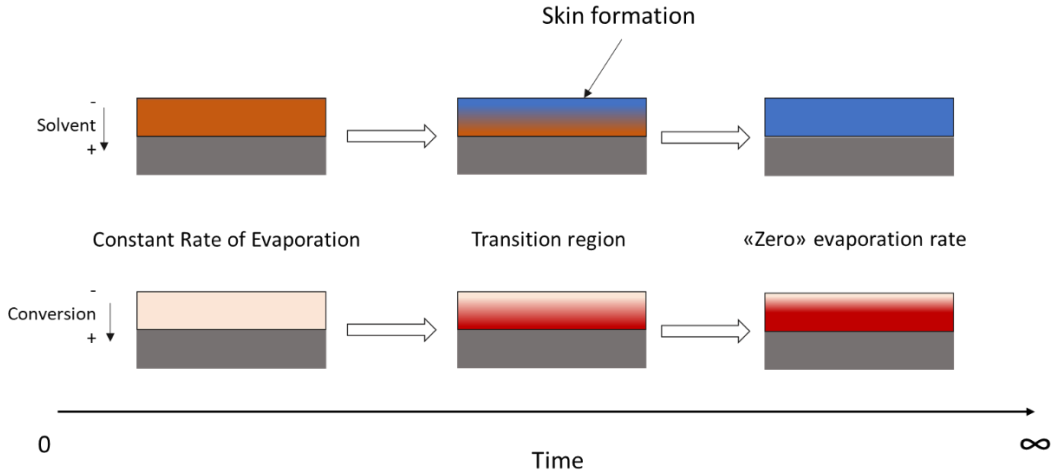 Skin formation
-
Solvent
+
Constant Rate of Evaporation
Transition region
«Zero» evaporation rate
-
Conversion
+
0
Time
∞